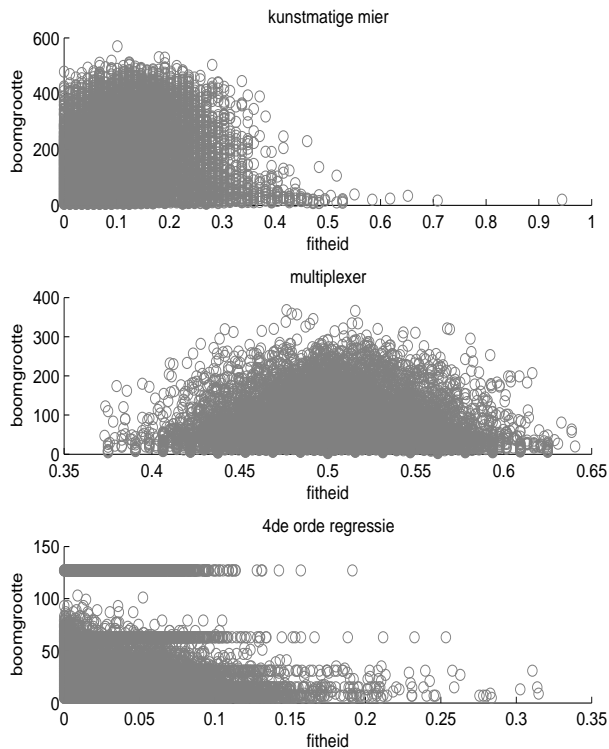 kunstmatige mier
600
400
200
0
boomgrootte
0 0.1 0.2 0.3 0.4 0.5 0.6 0.7 0.8 0.9 1
fitheid
multiplexer
400
300
200
100
0
boomgrootte
0.35 0.4 0.45 0.5 0.55 0.6 0.65
fitheid
4de orde regressie
150
100
50
0
boomgrootte
0 0.05 0.1 0.15 0.2 0.25 0.3 0.35
fitheid